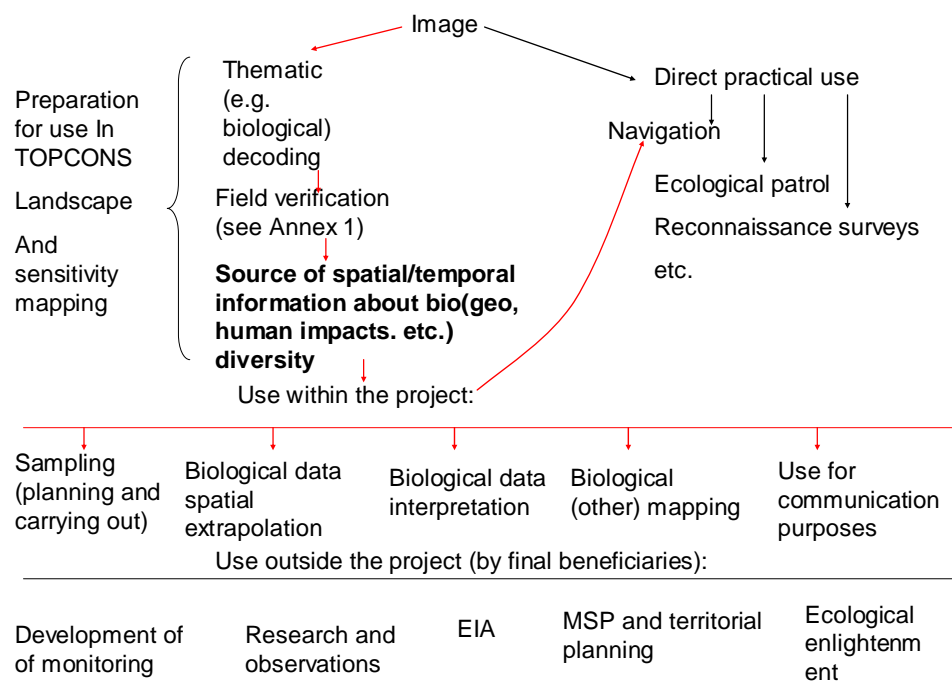 Image
Preparation
for use In
TOPCONS
Landscape
And
sensitivity
mapping
Thematic
(e.g.
biological)
decoding
Field verification
(see Annex 1)
Source of spatial/temporal
information about bio(geo,
human impacts. etc.)
diversity
Use within the project:
Direct practical use
Navigation
Ecological patrol
Reconnaissance surveys
etc.
Sampling
(planning and
carrying out)
Biological data
spatial
extrapolation
Biological data
interpretation
Biological
(other) mapping
Use for
communication
purposes
Use outside the project (by final beneficiaries):
Development of
of monitoring
Research and
observations
EIA
MSP and territorial
planning
Ecological
enlightenm
ent